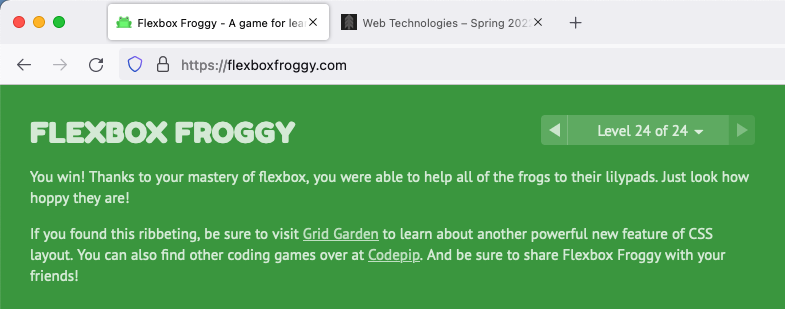 Flexbox Froggy - A game for lear
Web Technologies – Spring 202
https://flexboxfroggy.com
FLEXBOX FROGGY
Level 24 of 24
You win! Thanks to your mastery of flexbox, you were able to help all of the frogs to their lilypads. Just look how
hoppy they are!
If you found this ribbeting, be sure to visit Grid Garden to learn about another powerful new feature of CSS
layout. You can also find other coding games over at Codepip. And be sure to share Flexbox Froggy with your
friends!